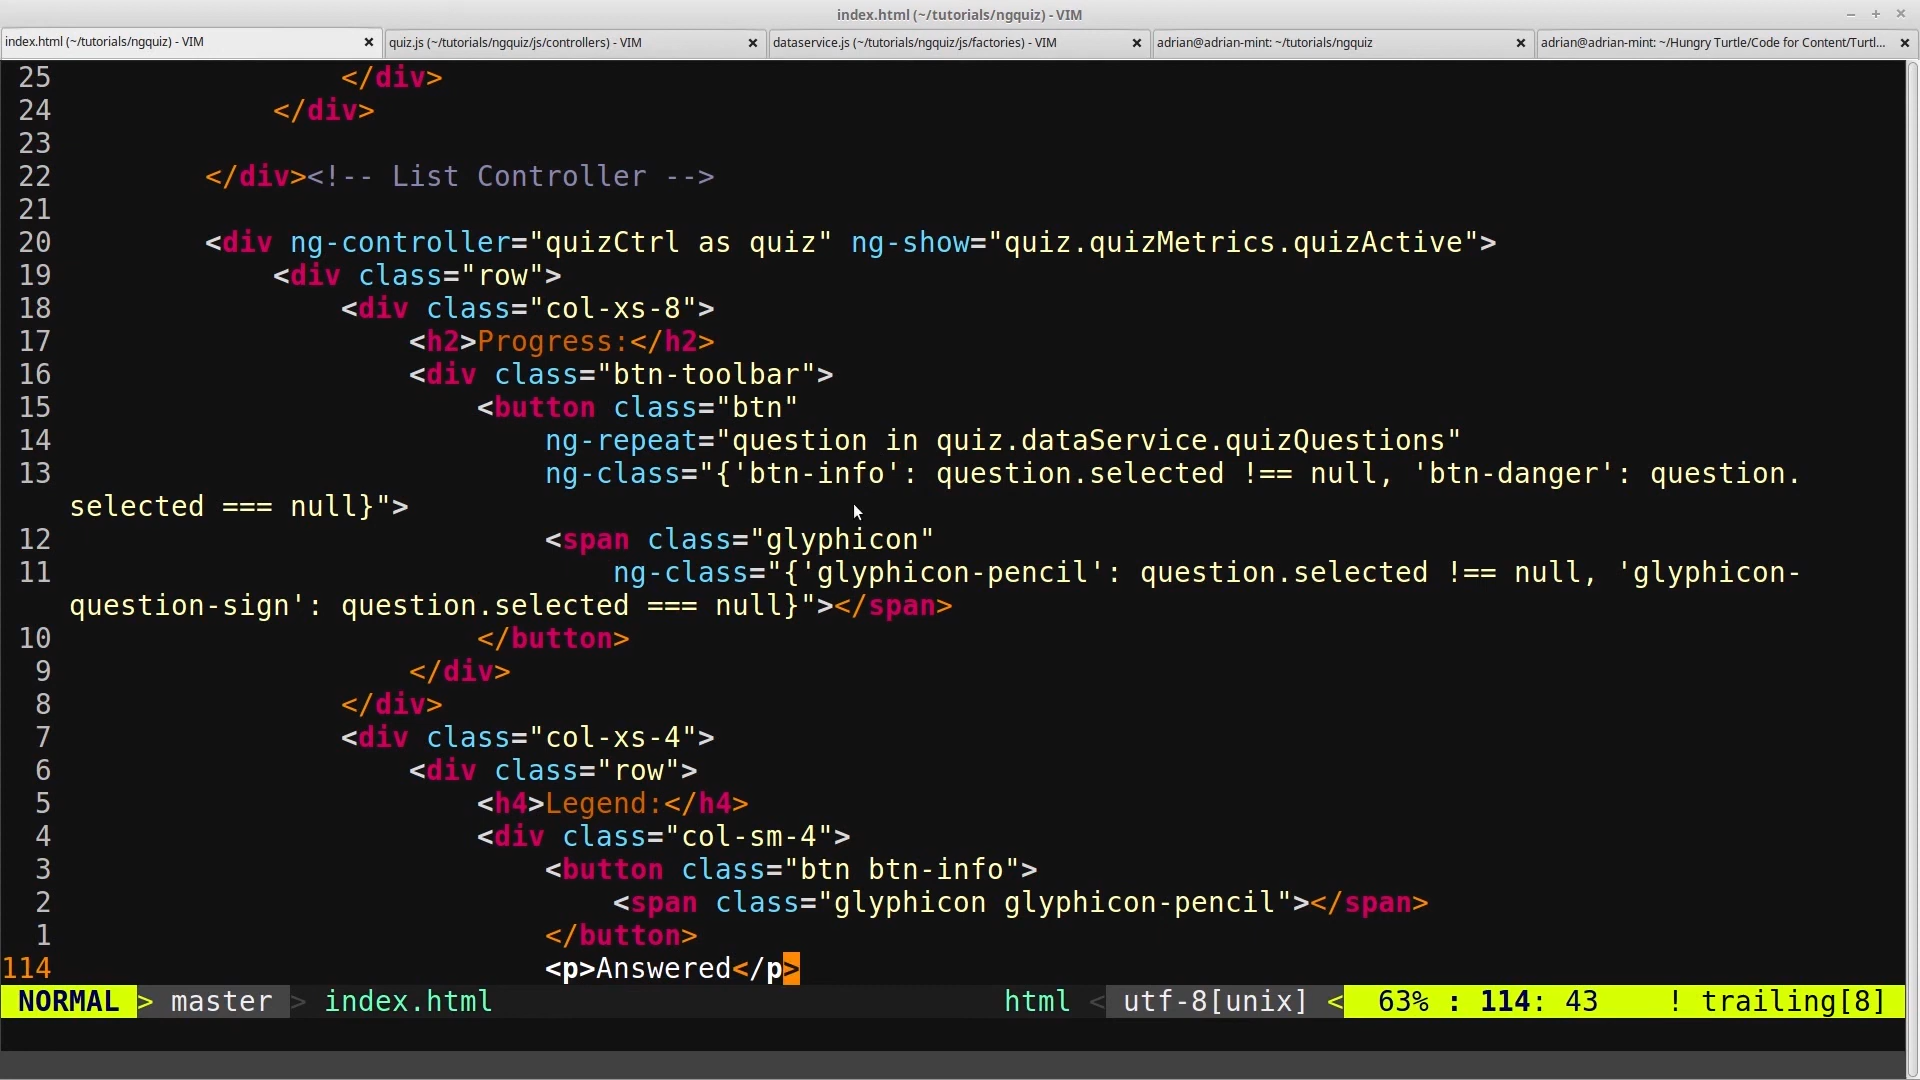 index.html (~/tutorials/ngquiz) - VIM
index.html (~/tutorials/ngquiz) - VIM
quiz.js (~/tutorials/ngquiz/js/controllers) - VIM
dataservice.js (~/tutorials/ngquiz/js/factories) - VIM
adrian@adrian-mint: ~/tutorials/ngquiz
adrian@adrian-mint: ~/Hungry Turtle/Code for Content/Turtl...
25 </div>
24 </div>
23
22 </div><!-- List Controller -->
21
20 <div ng-controller="quizCtrl as quiz" ng-show="quiz.quizMetrics.quizActive">
19 <div class="row">
18 <div class="col-xs-8">
17 <h2>Progress:</h2>
16 <div class="btn-toolbar">
15 <button class="btn"
14 ng-repeat="question in quiz.dataService.quizQuestions"
13 ng-class="{'btn-info': question.selected !== null, 'btn-danger': question.
selected === null}">
12 <span class="glyphicon"
11 ng-class="{'glyphicon-pencil': question.selected !== null, 'glyphicon-
question-sign': question.selected === null}"></span>
10 </button>
9 </div>
8 </div>
7 <div class="col-xs-4">
6 <div class="row">
5 <h4>Legend:</h4>
4 <div class="col-sm-4">
3 <button class="btn btn-info">
2 <span class="glyphicon glyphicon-pencil"></span>
1 </button>
114 <p>Answered</p>
NORMAL > master > index.html html < utf-8[unix] < 63% : 114: 43 ! trailing[8]